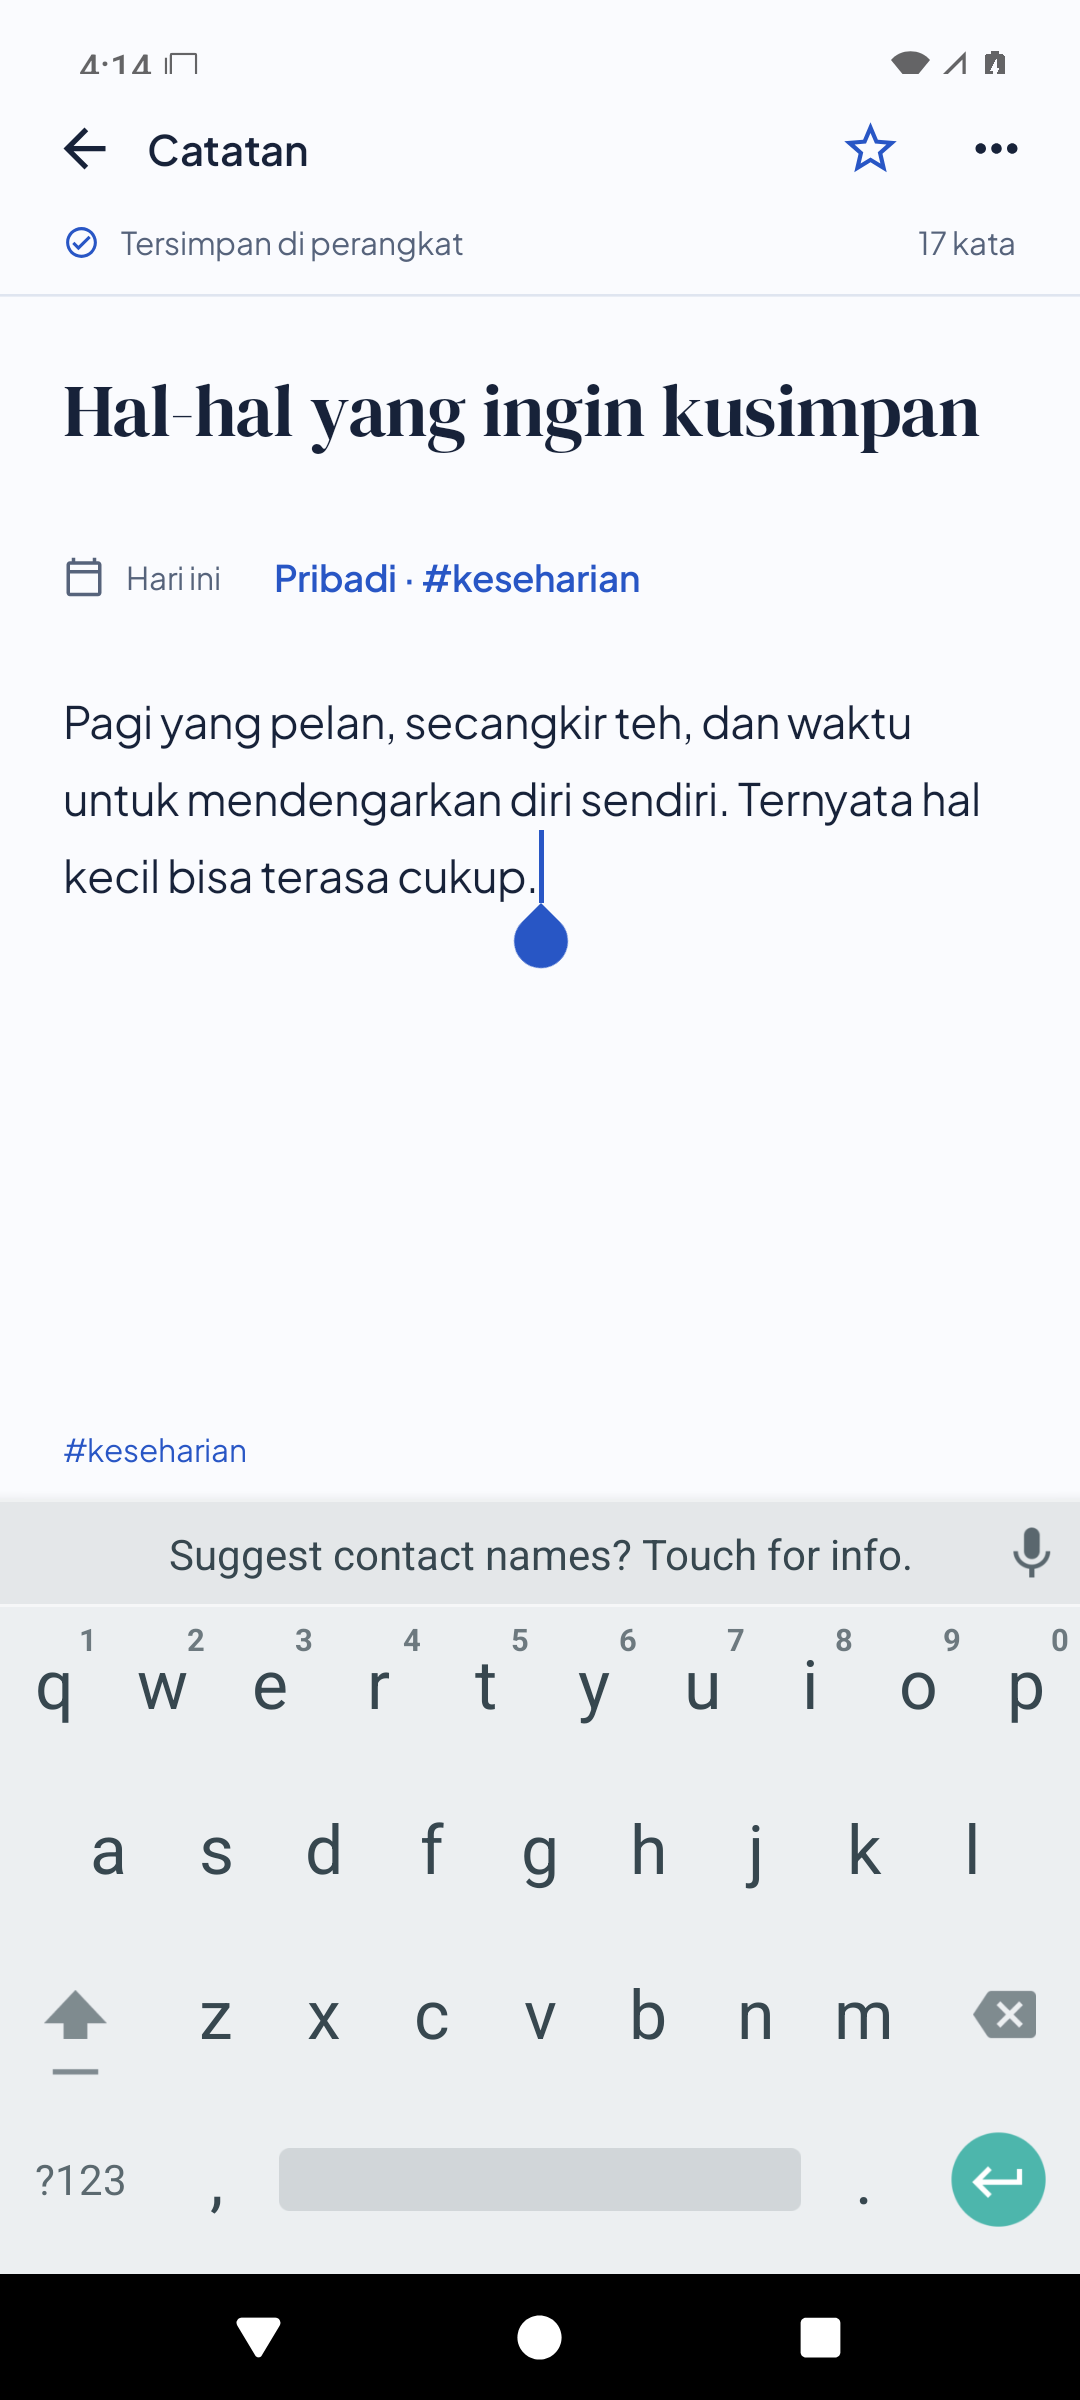 4:14
Catatan
Tersimpan di perangkat
17 kata
Hal-hal yang ingin kusimpan
Hari ini
Pribadi · #keseharian
Pagi yang pelan, secangkir teh, dan waktu
untuk mendengarkan diri sendiri. Ternyata hal
kecil bisa terasa cukup.
#keseharian
Suggest contact names? Touch for info.
1 2 3 4 5 6 7 8 9 0
q w e r t y u i o p
a s d f g h j k l
z x c v b n m
?123 , .